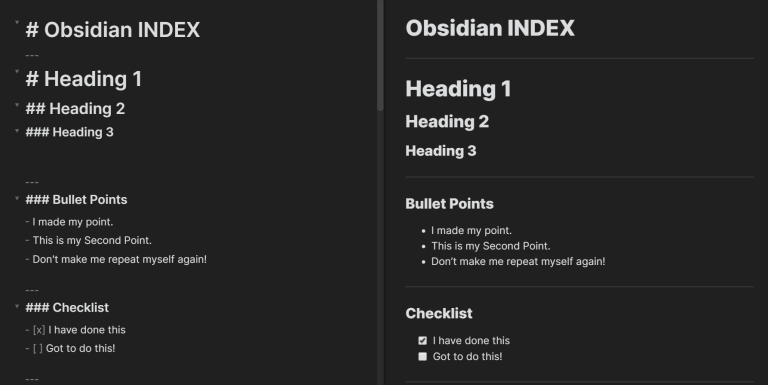 # Obsidian INDEX
---
# Heading 1
## Heading 2
### Heading 3
---
### Bullet Points
- I made my point.
- This is my Second Point.
- Don't make me repeat myself again!
---
### Checklist
- [x] I have done this
- [ ] Got to do this!
---
Obsidian INDEX
Heading 1
Heading 2
Heading 3
Bullet Points
• I made my point.
• This is my Second Point.
• Don't make me repeat myself again!
Checklist
I have done this
Got to do this!